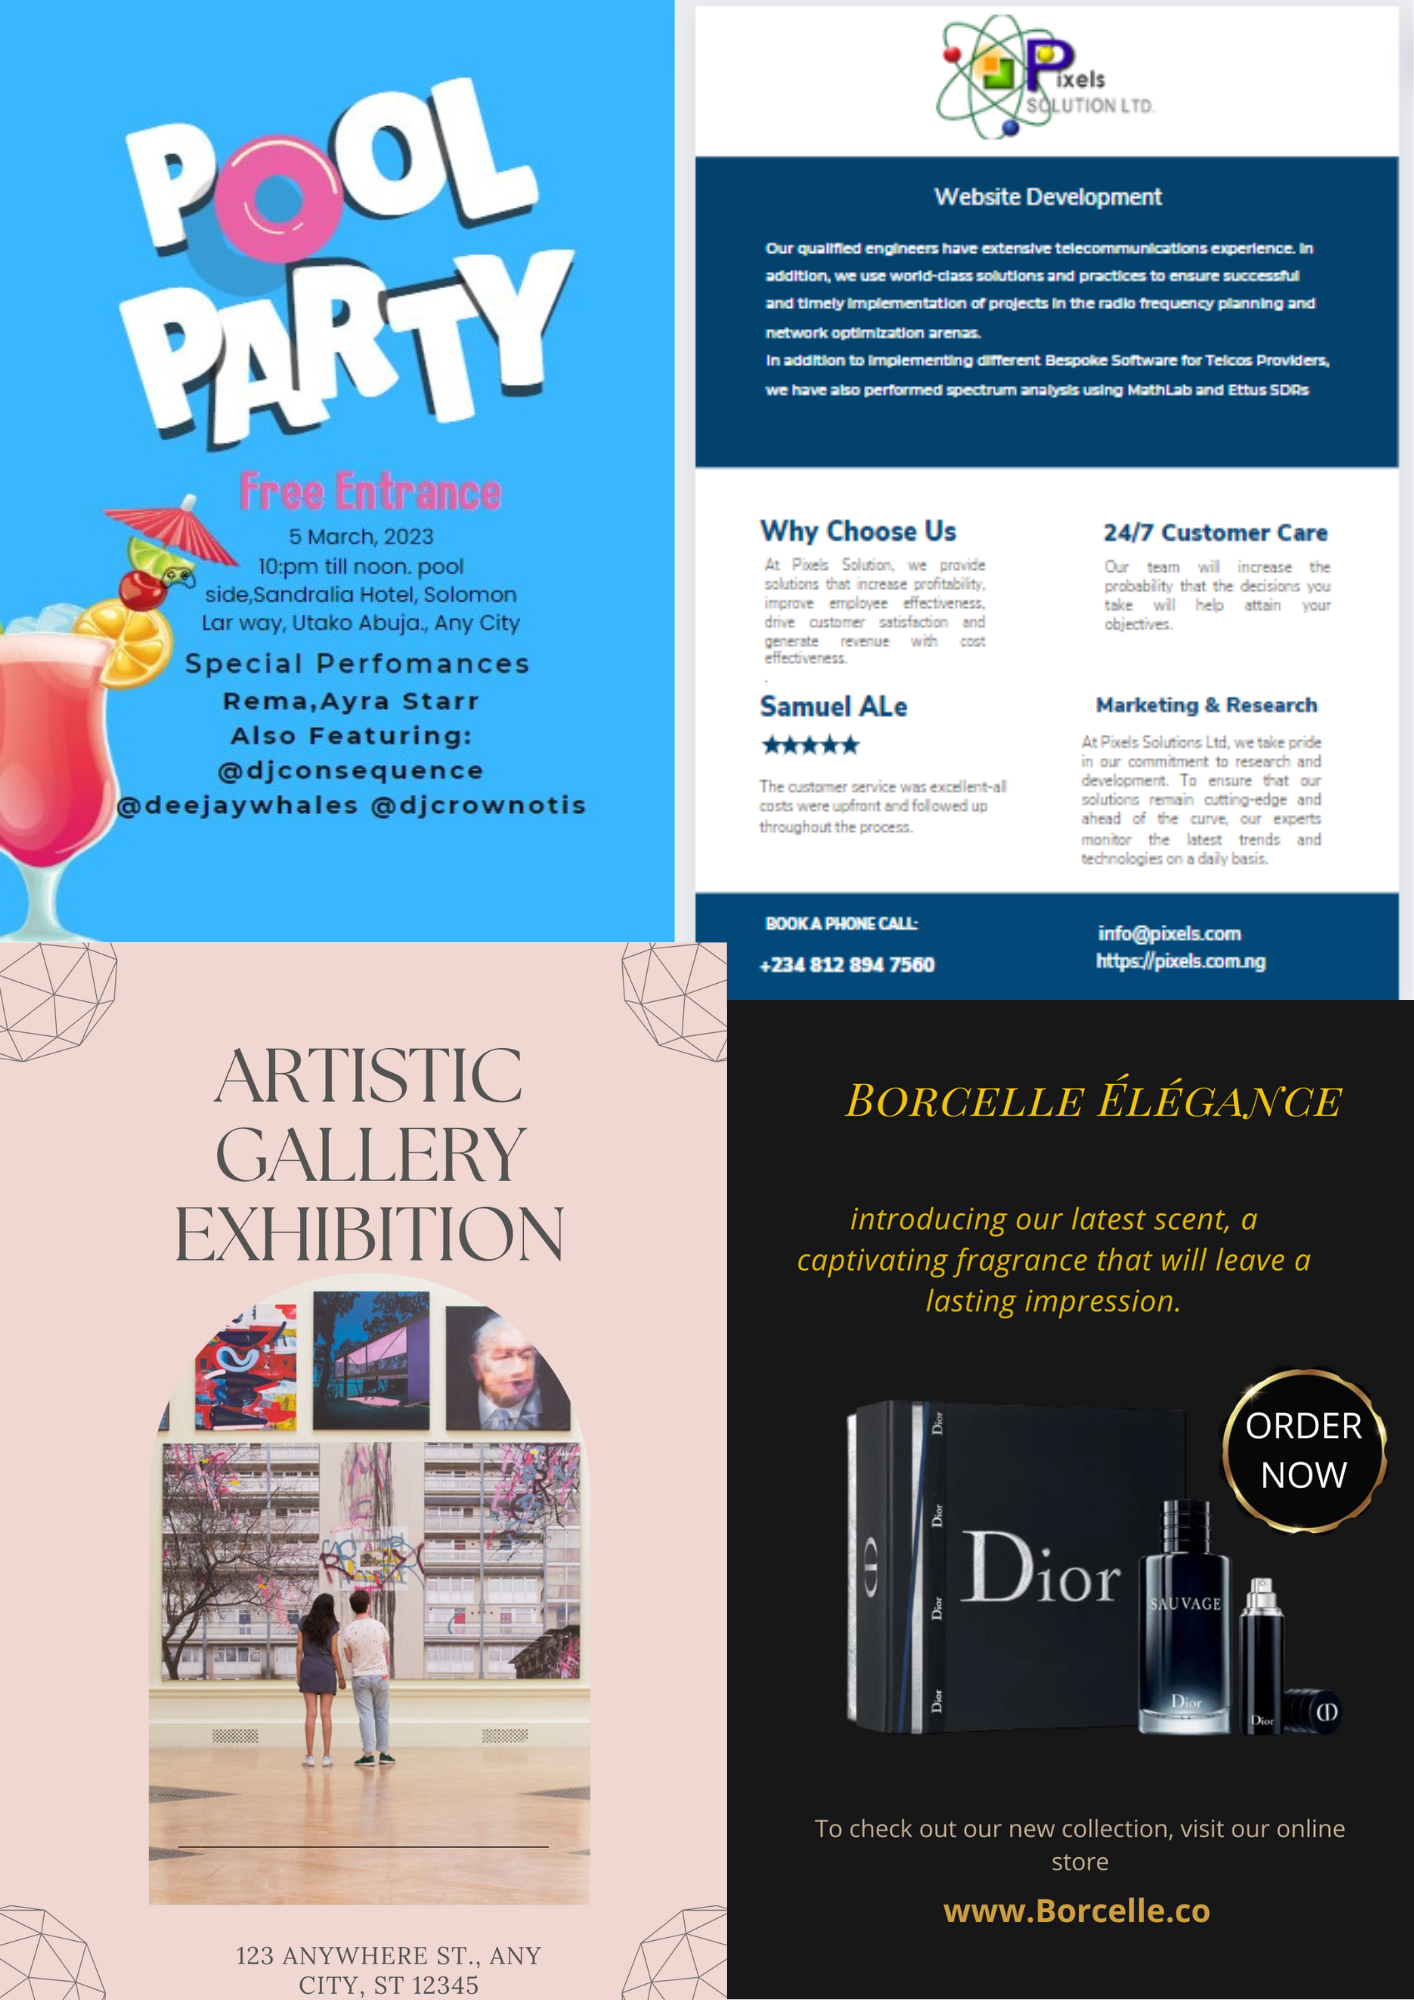 POOL
PARTY
Free Entrance
5 March, 2023
10:pm till noon. pool
side,Sandralia Hotel, Solomon
Lar way, Utako Abuja., Any City
Special Perfomances
Rema,Ayra Starr
Also Featuring:
@djconsequence
@deejaywhales @djcrownotis
Pixels
SOLUTION LTD.
Website Development
Our qualified engineers have extensive telecommunications experience. In
addition, we use world-class solutions and practices to ensure successful
and timely implementation of projects in the radio frequency planning and
network optimization arenas.
In addition to implementing different Bespoke Software for Telcos Providers,
we have also performed spectrum analysis using MathLab and Ettus SDRs
Why Choose Us
At Pixels Solution, we provide
solutions that increase profitability,
improve employee effectiveness,
drive customer satisfaction and
generate revenue with cost
effectiveness.
.
24/7 Customer Care
Our team will increase the
probability that the decisions you
take will help attain your
objectives.
Samuel ALe
★★★★★
The customer service was excellent-all
costs were upfront and followed up
throughout the process.
Marketing & Research
At Pixels Solutions Ltd, we take pride
in our commitment to research and
development. To ensure that our
solutions remain cutting-edge and
ahead of the curve, our experts
monitor the latest trends and
technologies on a daily basis.
BOOK A PHONE CALL:
+234 812 894 7560
info@pixels.com
https://pixels.com.ng
ARTISTIC
GALLERY
EXHIBITION
123 ANYWHERE ST., ANY
CITY, ST 12345
BORCELLE ÉLÉGANCE
introducing our latest scent, a
captivating fragrance that will leave a
lasting impression.
ORDER
NOW
Dior
Dior
Dior
Dior
Dior
SAUVAGE
Dior
Dior
To check out our new collection, visit our online
store
www.Borcelle.co